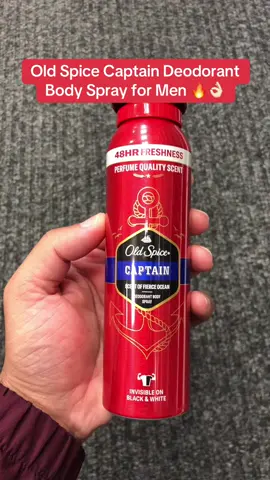 Old Spice Captain Deodorant
Body Spray for Men 🔥👌🏻
48HR FRESHNESS
PERFUME QUALITY SCENT
Old Spice
CAPTAIN
SCENT OF FIERCE OCEAN
DEODORANT BODY
SPRAY
INVISIBLE ON
BLACK & WHITE